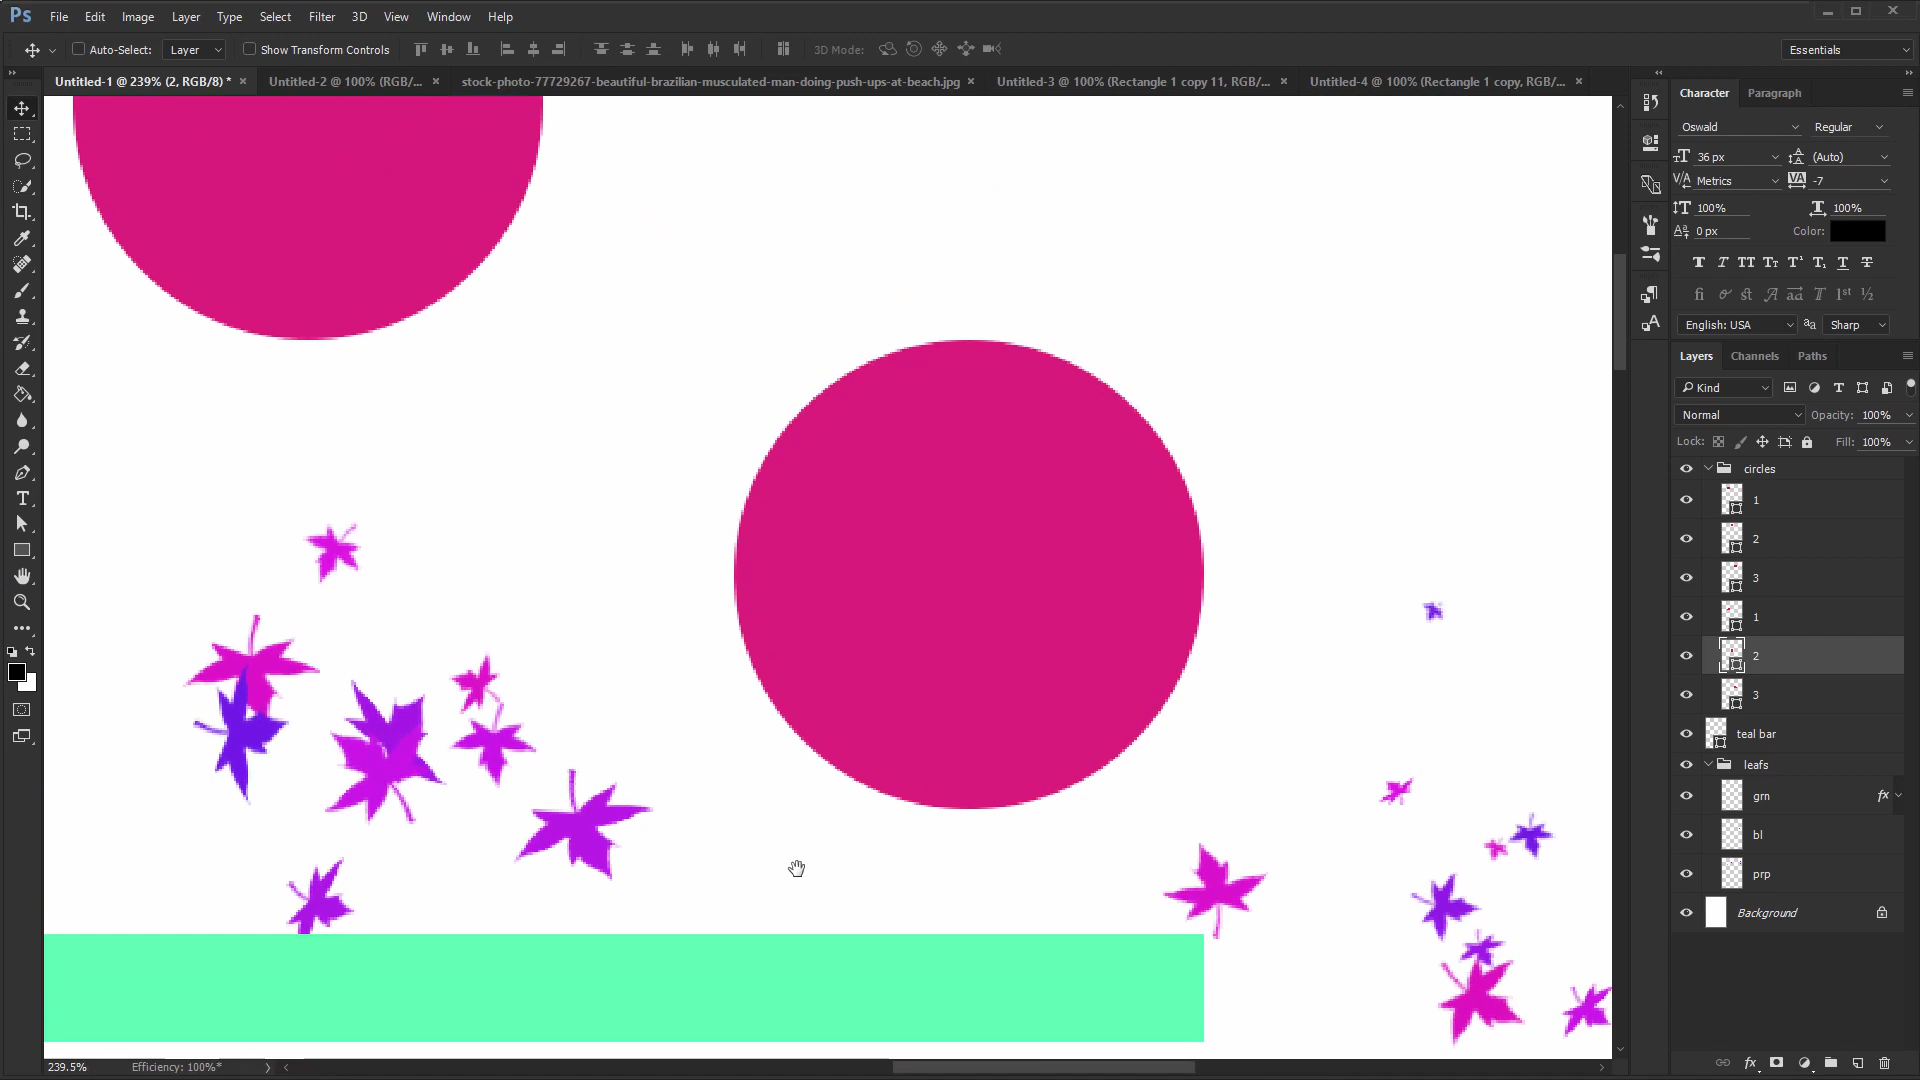 Ps File Edit Image Layer Type Select Filter 3D View Window Help
Auto-Select: Layer Show Transform Controls 3D Mode: Essentials
Untitled-1 @ 239% (2, RGB/8) * Untitled-2 @ 100% (RGB/... stock-photo-77729267-beautiful-brazilian-musculated-man-doing-push-ups-at-beach.jpg Untitled-3 @ 100% (Rectangle 1 copy 11, RGB/... Untitled-4 @ 100% (Rectangle 1 copy, RGB/...
Character Paragraph
Oswald Regular
36 px (Auto)
Metrics -7
100% 100%
0 px Color:
English: USA Sharp
Layers Channels Paths
Kind
Normal Opacity: 100%
Lock: Fill: 100%
circles
1
2
3
1
2
3
teal bar
leafs
grn fx
bl
prp
Background
239.5% Efficiency: 100%* fx